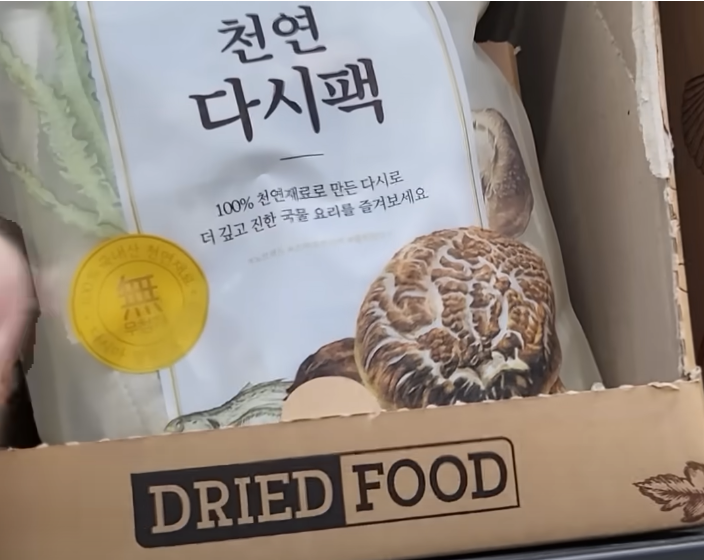 천연
다시팩
100% 천연재료로 만든 다시로
더 깊고 진한 국물 요리를 즐겨보세요
無
DRIED FOOD